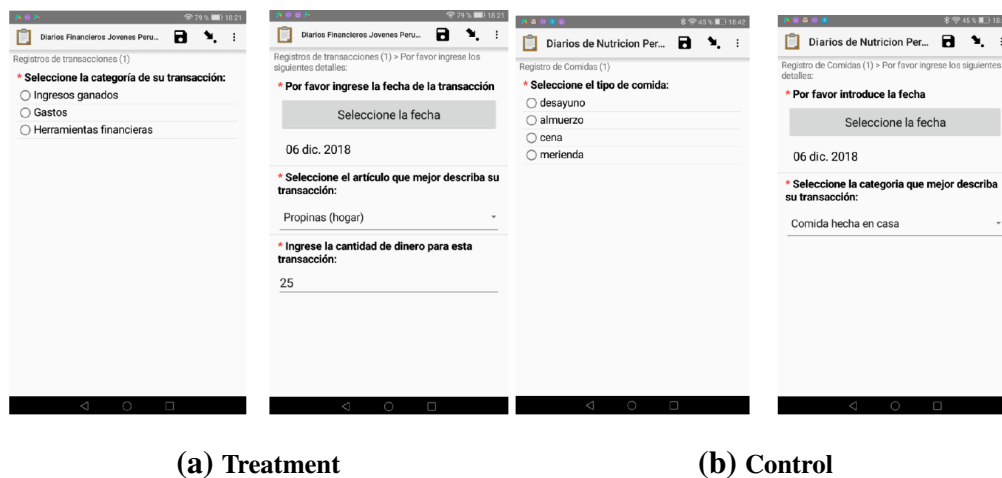 79 % 18:21
Diarios Financieros Jovenes Peru...
Registros de transacciones (1)
* Seleccione la categoría de su transacción:
Ingresos ganados
Gastos
Herramientas financieras
79 % 18:21
Diarios Financieros Jovenes Peru...
Registros de transacciones (1) > Por favor ingrese los
siguientes detalles:
* Por favor ingrese la fecha de la transacción
Seleccione la fecha
06 dic. 2018
* Seleccione el artículo que mejor describa su
transacción:
Propinas (hogar)
* Ingrese la cantidad de dinero para esta
transacción:
25
45 % 18:42
Diarios de Nutricion Per...
Registro de Comidas (1)
* Seleccione el tipo de comida:
desayuno
almuerzo
cena
merienda
45 % 18:
Diarios de Nutricion Per...
Registro de Comidas (1) > Por favor ingrese los siguientes
detalles:
* Por favor introduce la fecha
Seleccione la fecha
06 dic. 2018
* Seleccione la categoria que mejor describa
su transacción:
Comida hecha en casa
(a) Treatment
(b) Control